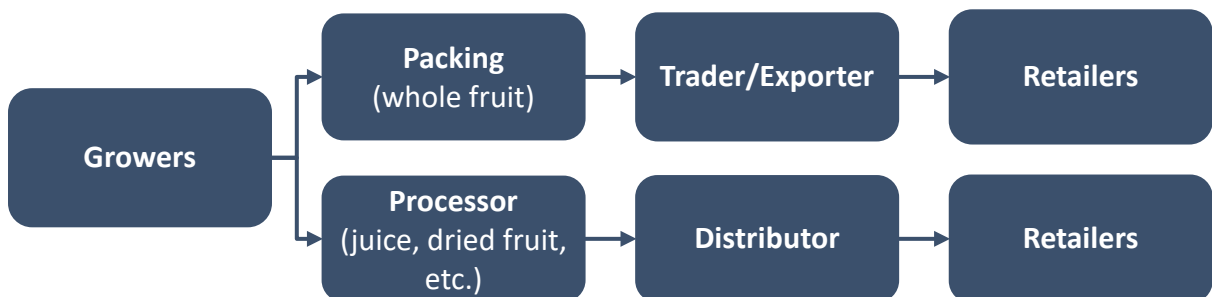 Growers
Packing
(whole fruit)
Trader/Exporter
Retailers
Processor
(juice, dried fruit,
etc.)
Distributor
Retailers